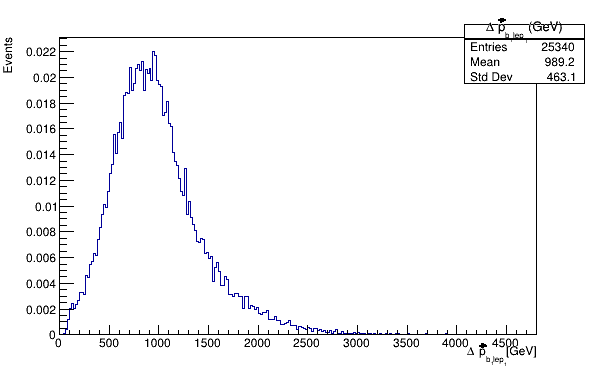 Δ p⃗ b,lep₁ (GeV)
Entries 25340
Mean 989.2
Std Dev 463.1
Events
0.022
0.02
0.018
0.016
0.014
0.012
0.01
0.008
0.006
0.004
0.002
0
0 500 1000 1500 2000 2500 3000 3500 4000 4500
Δ p⃗ b,lep₁ [GeV]